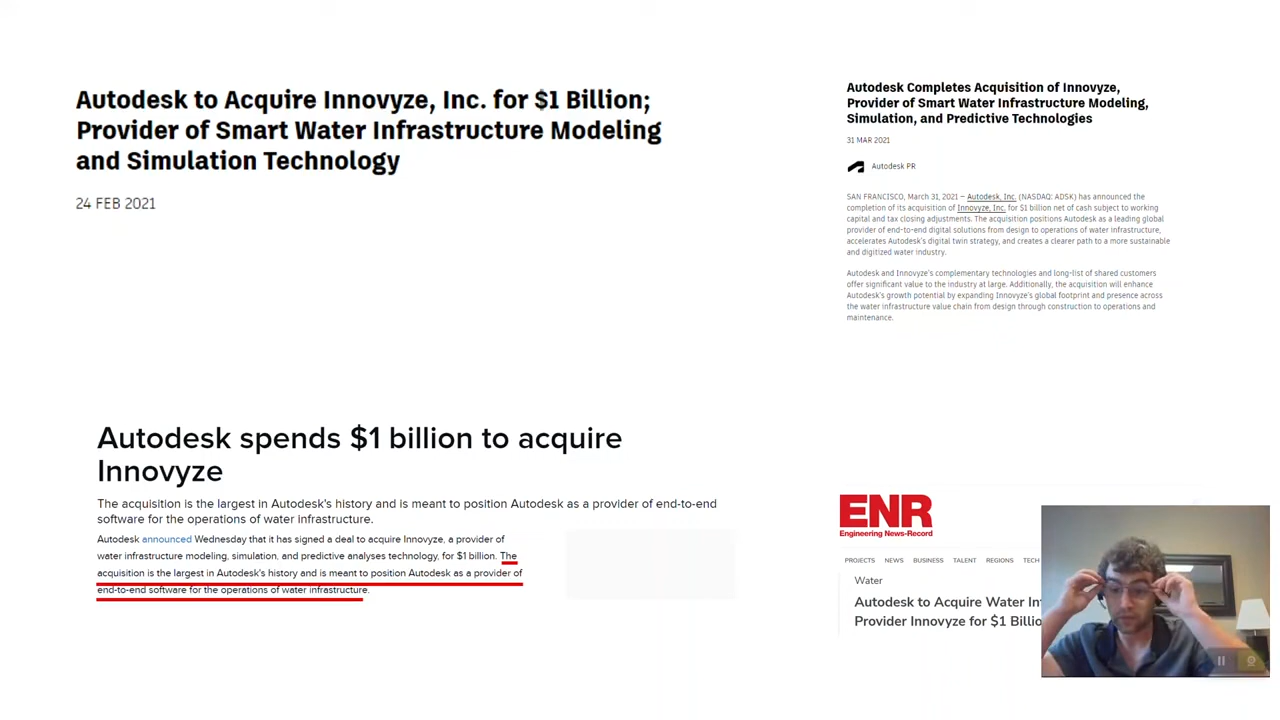 Autodesk to Acquire Innovyze, Inc. for $1 Billion;
Provider of Smart Water Infrastructure Modeling
and Simulation Technology
24 FEB 2021
Autodesk Completes Acquisition of Innovyze,
Provider of Smart Water Infrastructure Modeling,
Simulation, and Predictive Technologies
31 MAR 2021
Autodesk PR
SAN FRANCISCO, March 31, 2021 – Autodesk, Inc. (NASDAQ: ADSK) has announced the
completion of its acquisition of Innovyze, Inc. for $1 billion net of cash subject to working
capital and tax closing adjustments. The acquisition positions Autodesk as a leading global
provider of end-to-end digital solutions from design to operations of water infrastructure,
accelerates Autodesk's digital twin strategy, and creates a clearer path to a more sustainable
and digitized water industry.
Autodesk and Innovyze's complementary technologies and long-list of shared customers
offer significant value to the industry at large. Additionally, the acquisition will enhance
Autodesk's growth potential by expanding Innovyze's global footprint and presence across
the water infrastructure value chain from design through construction to operations and
maintenance.
Autodesk spends $1 billion to acquire
Innovyze
The acquisition is the largest in Autodesk's history and is meant to position Autodesk as a provider of end-to-end
software for the operations of water infrastructure.
Autodesk announced Wednesday that it has signed a deal to acquire Innovyze, a provider of
water infrastructure modeling, simulation, and predictive analyses technology, for $1 billion. The
acquisition is the largest in Autodesk's history and is meant to position Autodesk as a provider of
end-to-end software for the operations of water infrastructure.
ENR
Engineering News-Record
PROJECTS NEWS BUSINESS TALENT REGIONS TECH
Water
Autodesk to Acquire Water
Provider Innovyze for $1